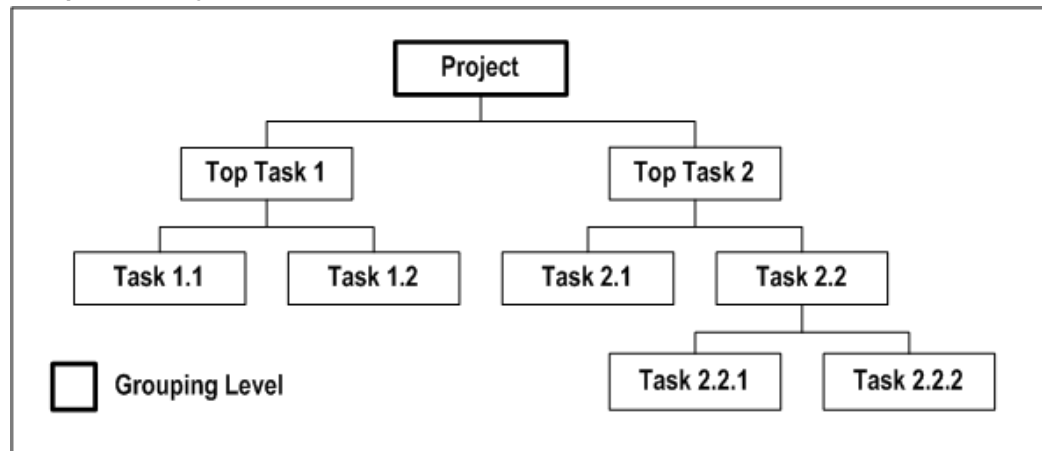 Project
Top Task 1
Top Task 2
Task 1.1
Task 1.2
Task 2.1
Task 2.2
Task 2.2.1
Task 2.2.2
Grouping Level